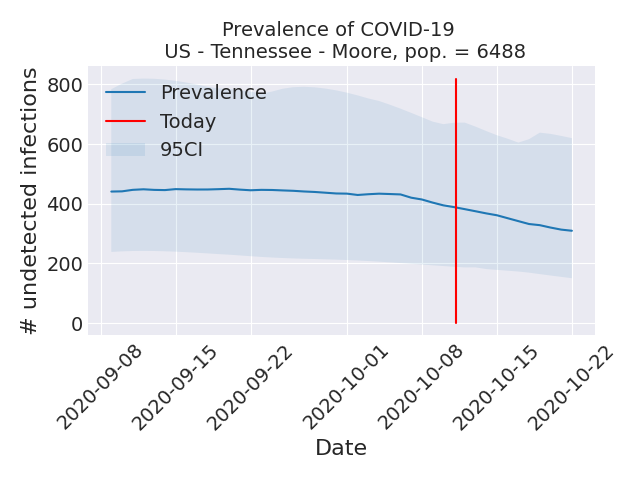 Prevalence of COVID-19
US - Tennessee - Moore, pop. = 6488
# undetected infections
800
600
400
200
0
Prevalence
Today
95CI
2020-09-08
2020-09-15
2020-09-22
2020-10-01
2020-10-08
2020-10-15
2020-10-22
Date